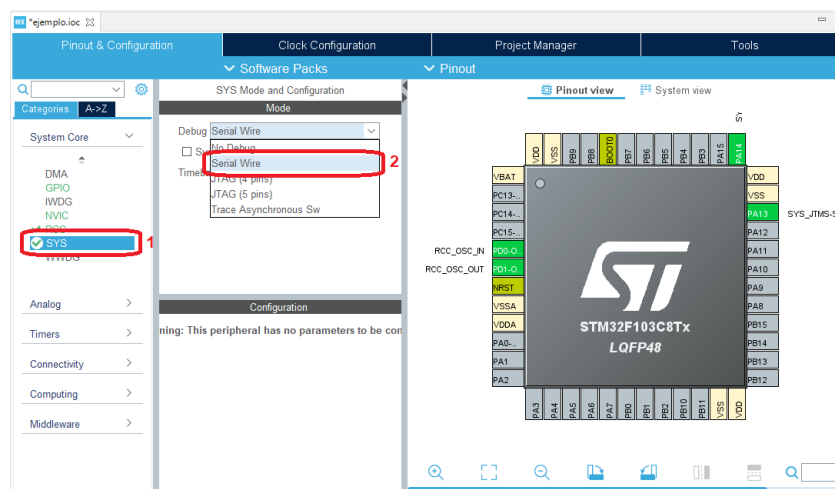 MX *ejemplo.ioc
Pinout & Configuration
Clock Configuration
Project Manager
Tools
Software Packs
Pinout
Categories A->Z
System Core
DMA
GPIO
IWDG
NVIC
RCC
SYS
WWDG
1
Analog
Timers
Connectivity
Computing
Middleware
SYS Mode and Configuration
Mode
Debug Serial Wire
No Debug
Serial Wire
2
JTAG (4 pins)
JTAG (5 pins)
Trace Asynchronous Sw
Configuration
ning: This peripheral has no parameters to be con
Pinout view
System view
VDD
VSS
PB9
PB8
BOOT0
PB7
PB6
PB5
PB4
PB3
PA15
PA14
SY
VBAT
PC13-..
PC14-..
PC15-..
RCC_OSC_IN PD0-O..
RCC_OSC_OUT PD1-O..
NRST
VSSA
VDDA
PA0-..
PA1
PA2
ST
STM32F103C8Tx
LQFP48
VDD
VSS
PA13 SYS_JTMS-S
PA12
PA11
PA10
PA9
PA8
PB15
PB14
PB13
PB12
PA3
PA4
PA5
PA6
PA7
PB0
PB1
PB2
PB10
PB11
VSS
VDD